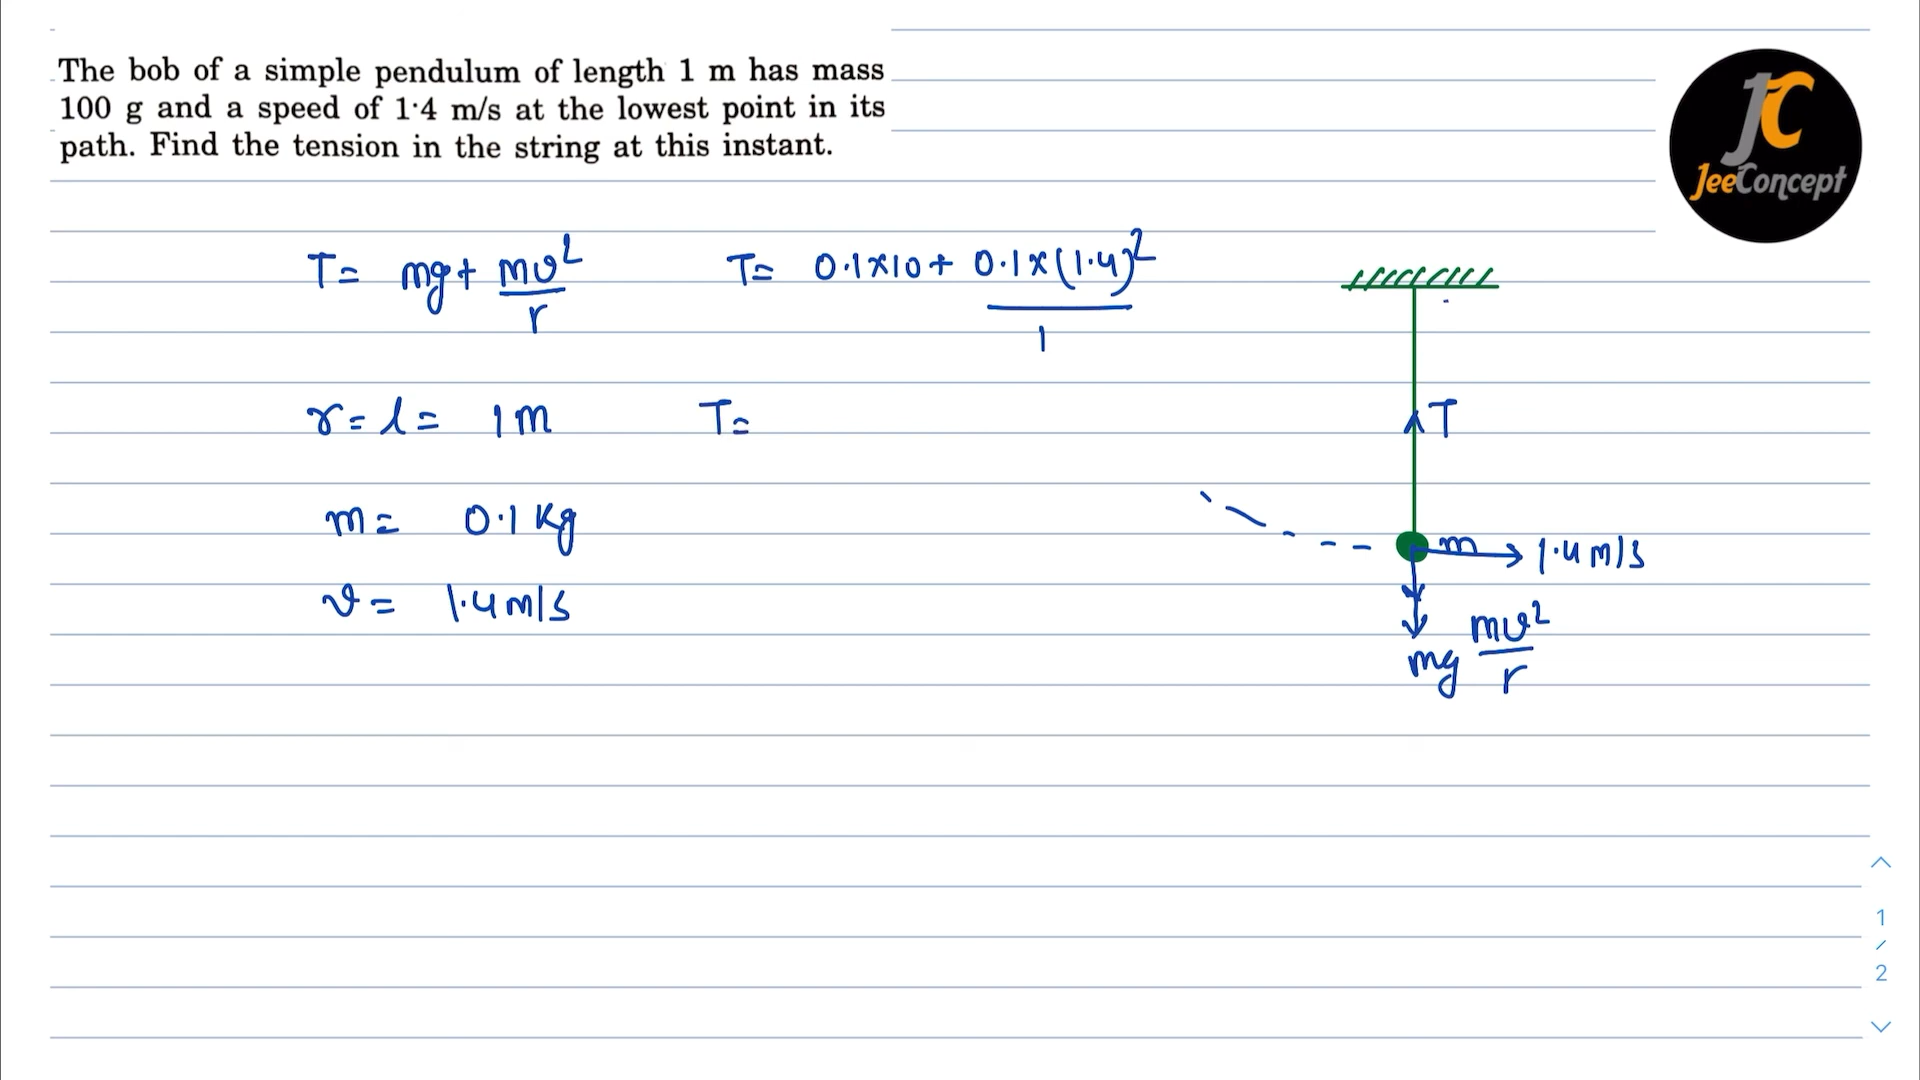 The bob of a simple pendulum of length 1 m has mass
100 g and a speed of 1·4 m/s at the lowest point in its
path. Find the tension in the string at this instant.
JC
JeeConcept
T = mg + mv²/r
T = 0.1×10 + 0.1×(1.4)²/1
r = l = 1m
T =
m = 0.1 Kg
v = 1.4 m/s
T
m
1.4 m/s
mg
mv²/r
1
/
2